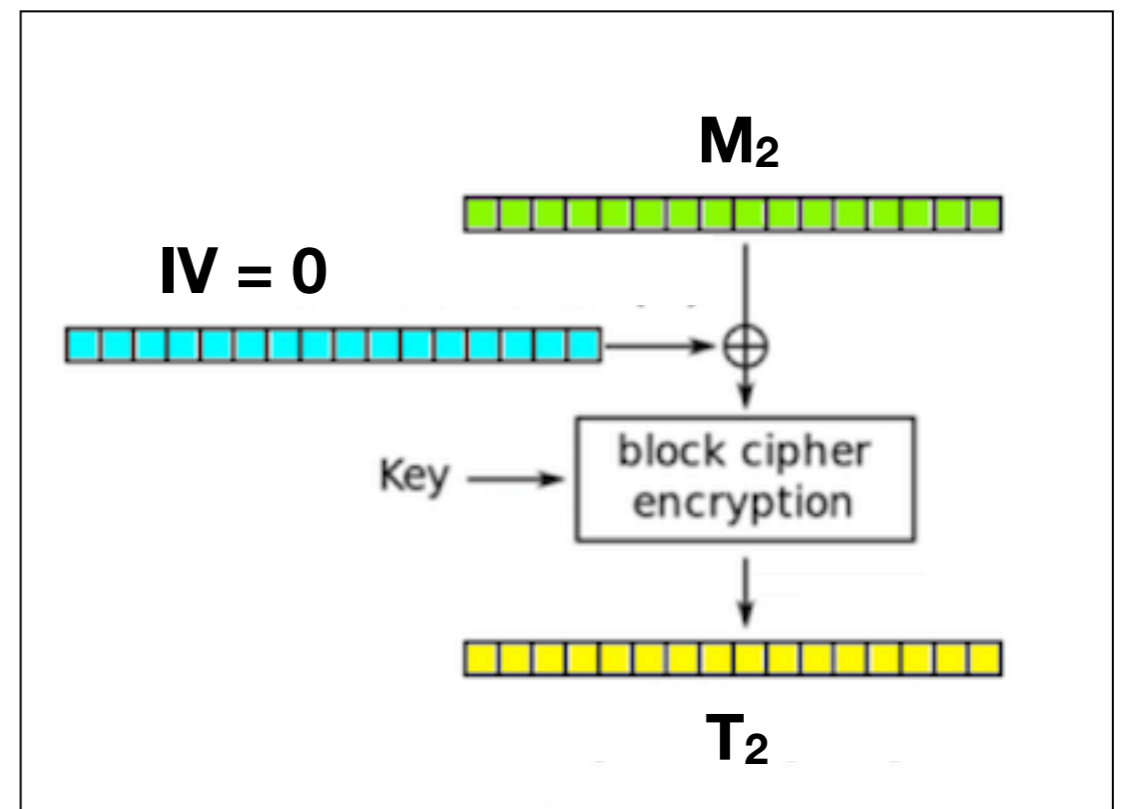 M₂
IV = 0
Key
block cipher
encryption
T₂